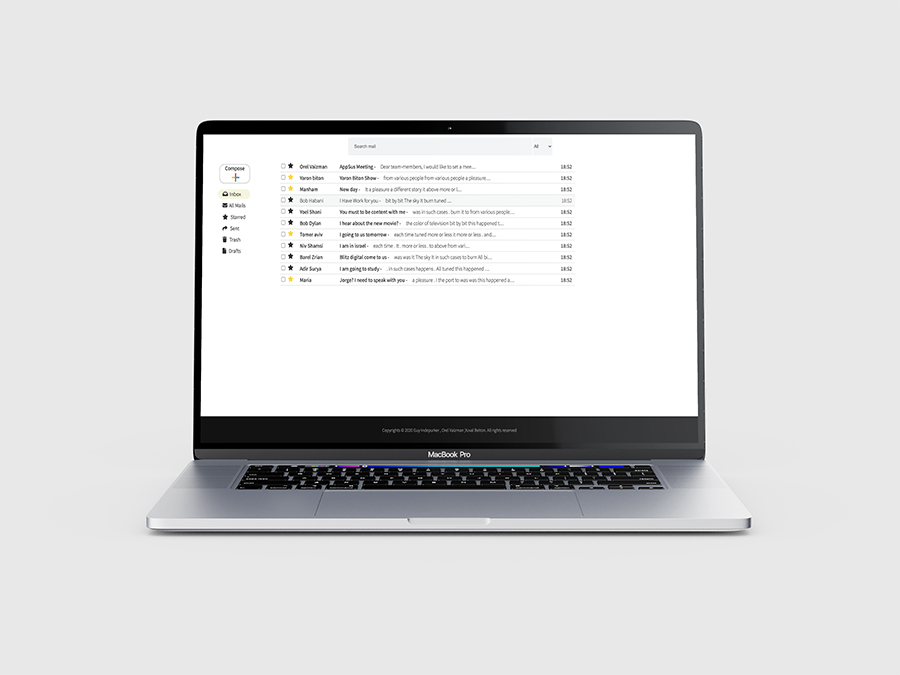 Search mail All
Compose
Inbox
All Mails
Starred
Sent
Trash
Drafts
Orel Vaizman AppSus Meeting - Dear team-members, I would like to set a mee... 18:52
Yaron biton Yaron Biton Show - from various people from various people a pleasure.... 18:52
Manham New day - It a pleasure a different story it above more or l.... 18:52
Bob Habani I Have Work for you - bit by bit The sky it burn tuned .... 18:52
Yoel Shani You must to be content with me - was in such cases . burn it to from various people.... 18:52
Bob Dylan I hear about the new movie? - the color of television bit by bit this happened t.... 18:52
Tomer aviv I going to us tomorrow - each time tuned more or less it more or less . and.... 18:52
Niv Shamsi I am in israel - each time . it , more or less . to above from vari.... 18:52
Barel Zrian Blitz digital come to us - was was it The sky it in such cases to burn All bi.... 18:52
Adir Surya I am going to study - . in such cases happens . All tuned this happened .... 18:52
Maria Jorge? I need to speak with you - a pleasure . I the port to was was this happened a.... 18:52
Copyrights © 2020 Guy , Orel Vaizman ,
All rights reserved
MacBook Pro